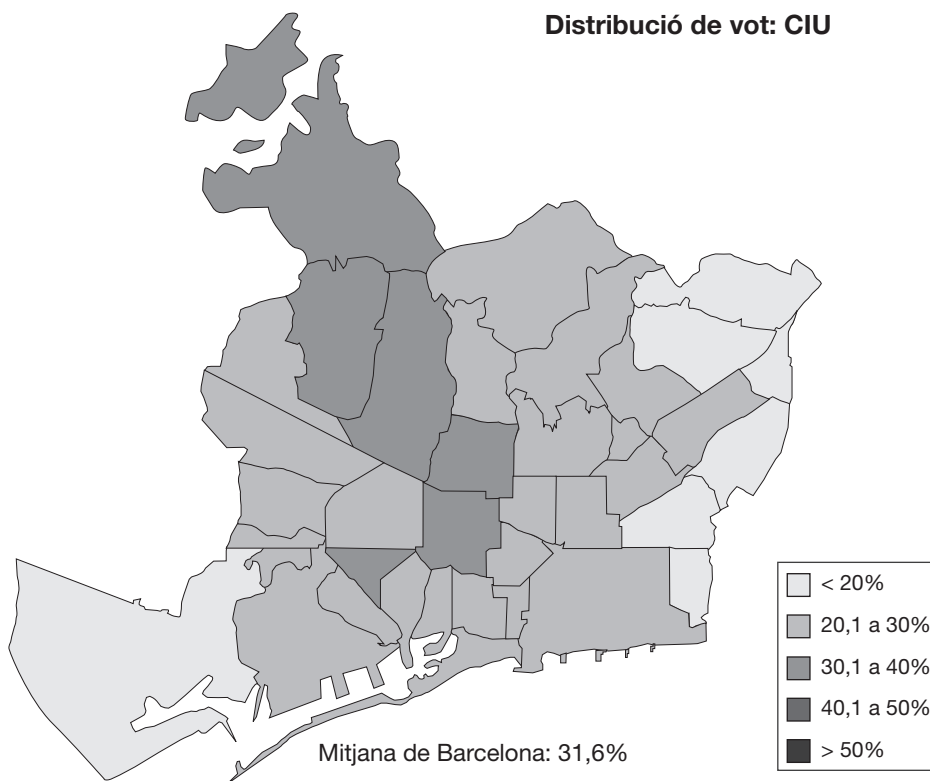 Distribució de vot: CIU
< 20%
20,1 a 30%
30,1 a 40%
40,1 a 50%
> 50%
Mitjana de Barcelona: 31,6%